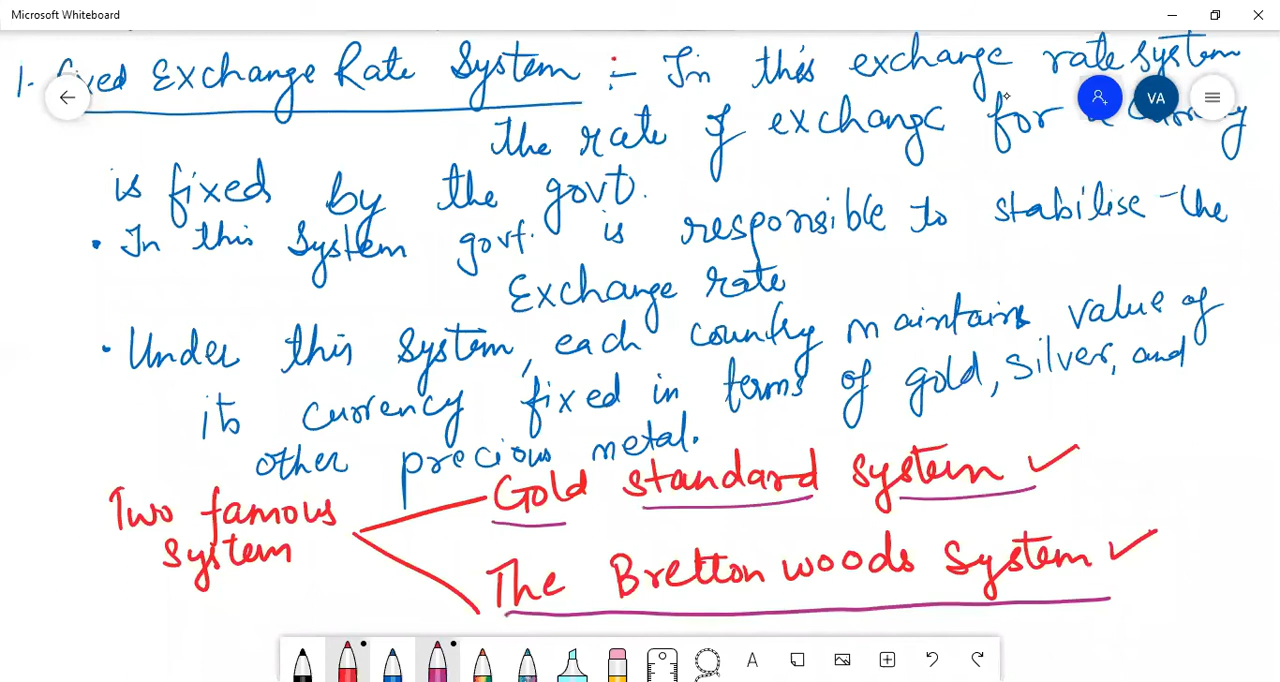 Microsoft Whiteboard
1. fixed Exchange Rate System :- In this exchange rate system
VA
the rate of exchange for a curr y
is fixed by the govt.
• In this System govt. is responsible to stabilise the
Exchange rate
• Under this System, each country maintains value of
its currency fixed in terms of gold, silver, and
other precious metal.
Two famous
System
Gold standard system ✓
The Bretton woods System ✓
A